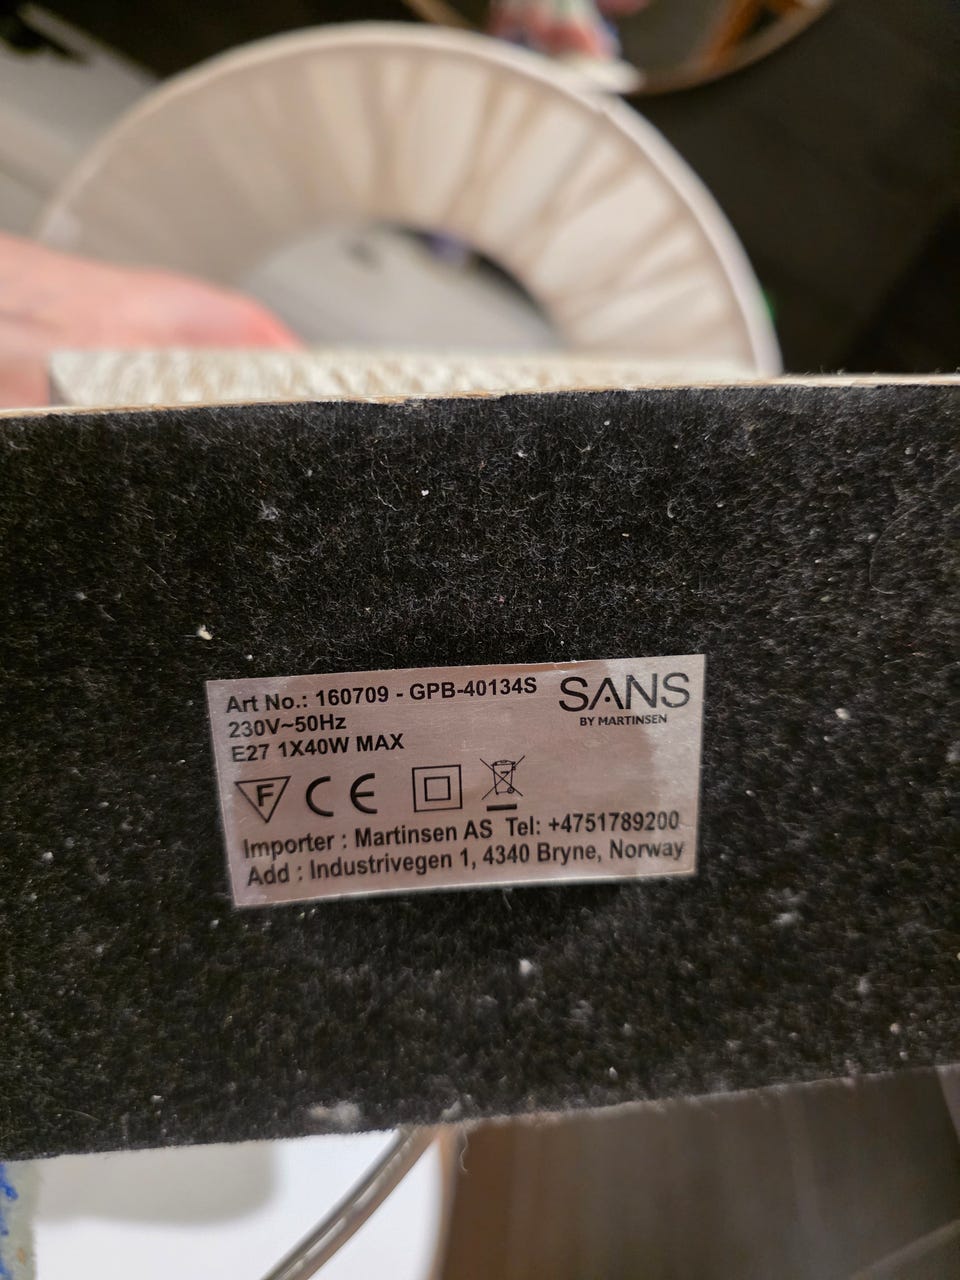 Art No.: 160709 - GPB-40134S
SANS
BY MARTINSEN
230V~50Hz
E27 1X40W MAX
F CE
Importer : Martinsen AS Tel: +4751789200
Add : Industrivegen 1, 4340 Bryne, Norway